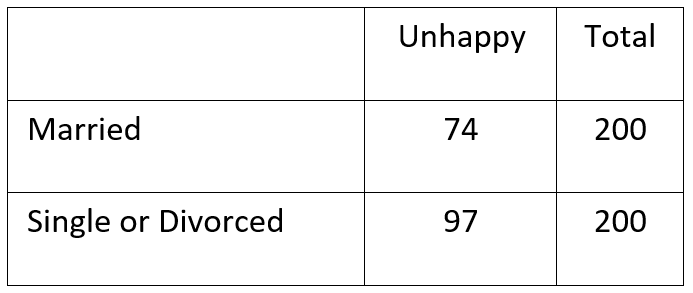 Unhappy Total
Married 74 200
Single or Divorced 97 200